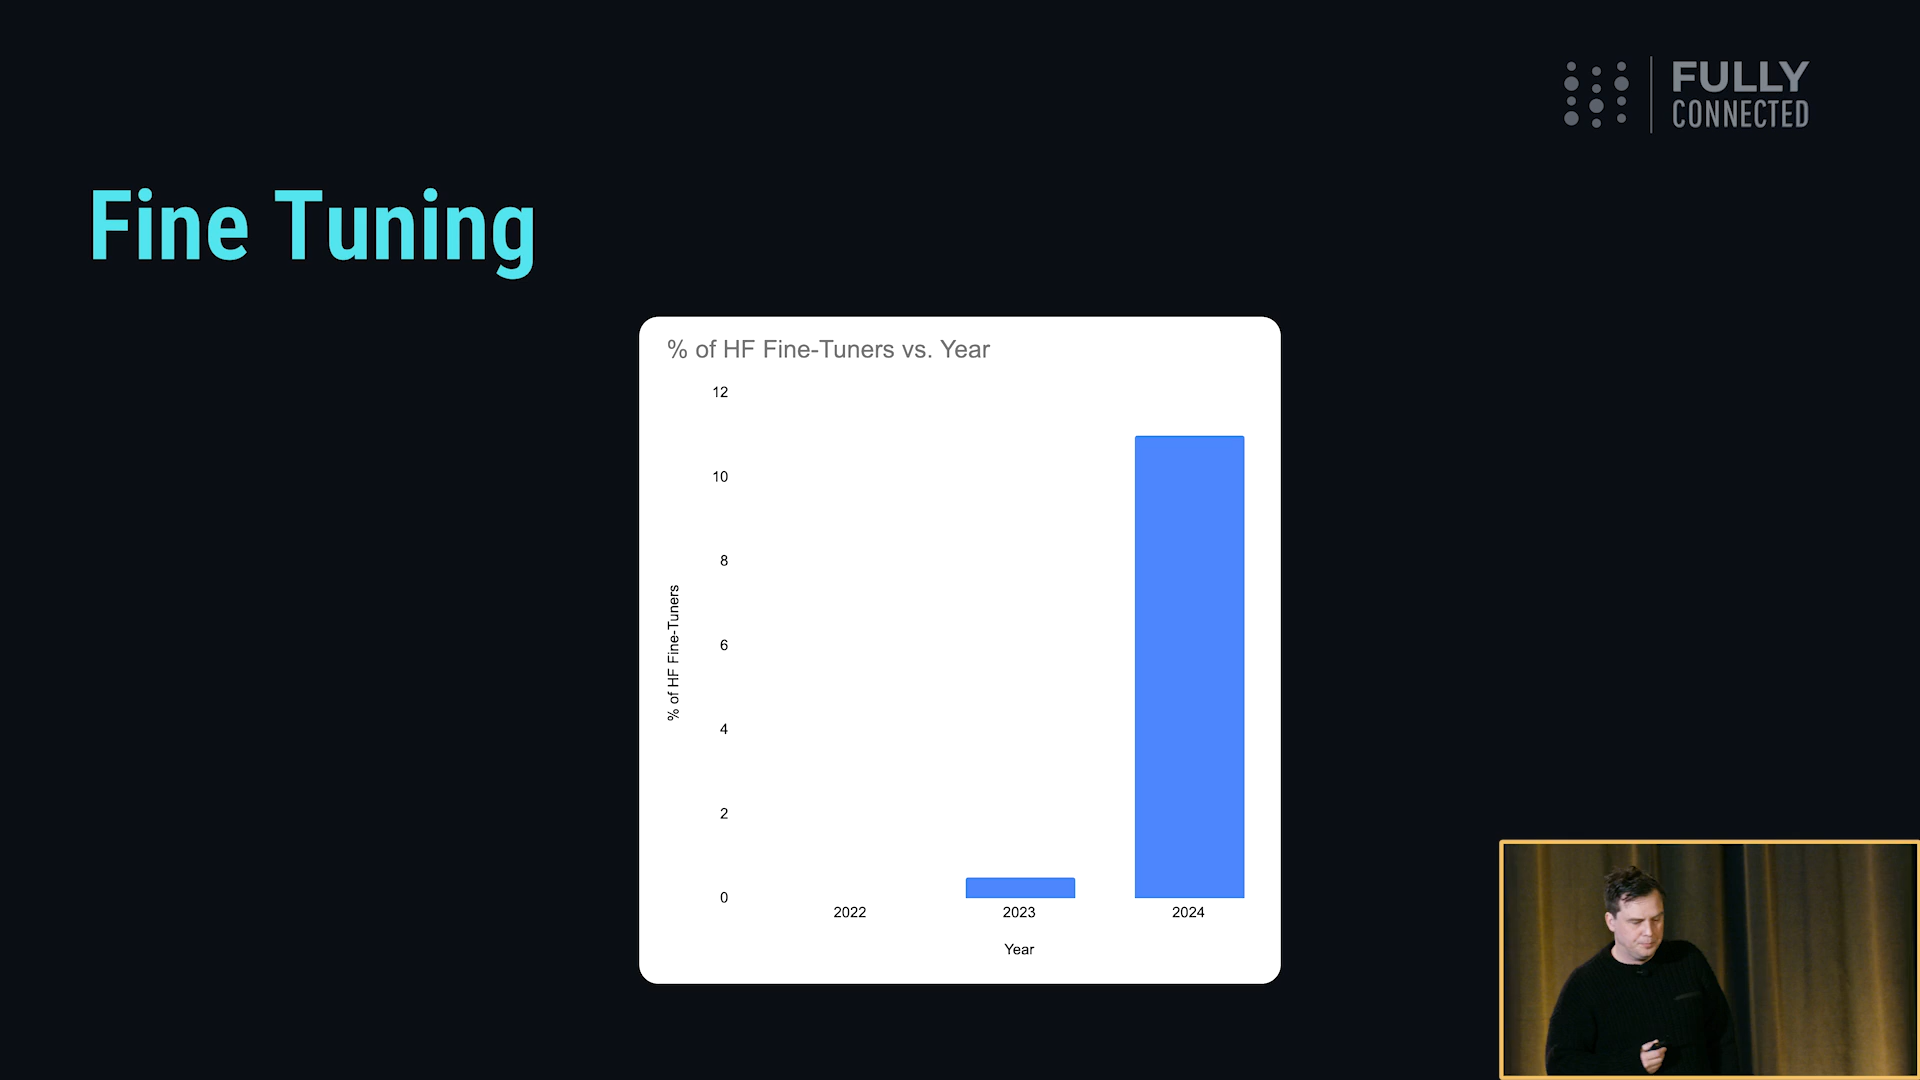 FULLY
CONNECTED
Fine Tuning
% of HF Fine-Tuners vs. Year
12
10
8
6
4
2
0
% of HF Fine-Tuners
2022
2023
2024
Year